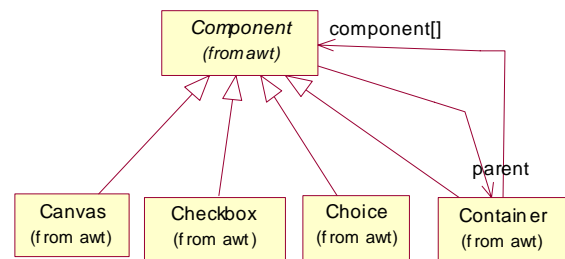 Component
(from awt)
component[]
parent
Canvas
(from awt)
Checkbox
(from awt)
Choice
(from awt)
Container
(from awt)